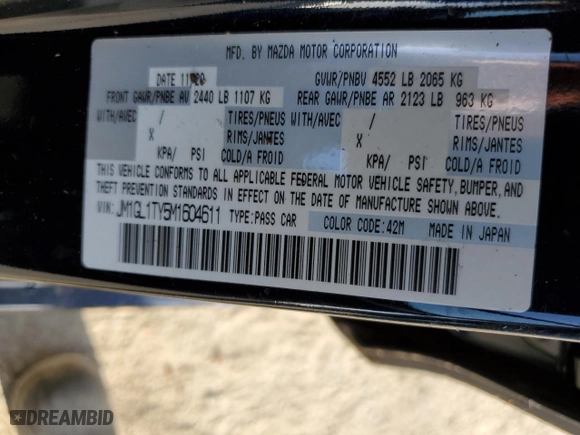 MFD. BY MAZDA MOTOR CORPORATION
DATE GVWR/PNBV 4552 LB 2065 KG
FRONT GAWR/PNBE AV 2440 LB 1107 KG REAR GAWR/PNBE AR 2123 LB 963 KG
WITH/AVEC / TIRES/PNEUS WITH/AVEC / TIRES/PNEUS
X RIMS/JANTES X RIMS/JANTES
KPA/ PSI COLD/A FROID KPA/ PSI COLD/A FROID
THIS VEHICLE CONFORMS TO ALL APPLICABLE FEDERAL MOTOR VEHICLE SAFETY, BUMPER, AND
THEFT PREVENTION STANDARDS IN EFFECT ON THE DATE OF MANUFACTURE SHOWN ABOVE.
VIN: JM1GL1TY5M1604611 TYPE:PASS CAR COLOR CODE:42M MADE IN JAPAN
DREAMBID